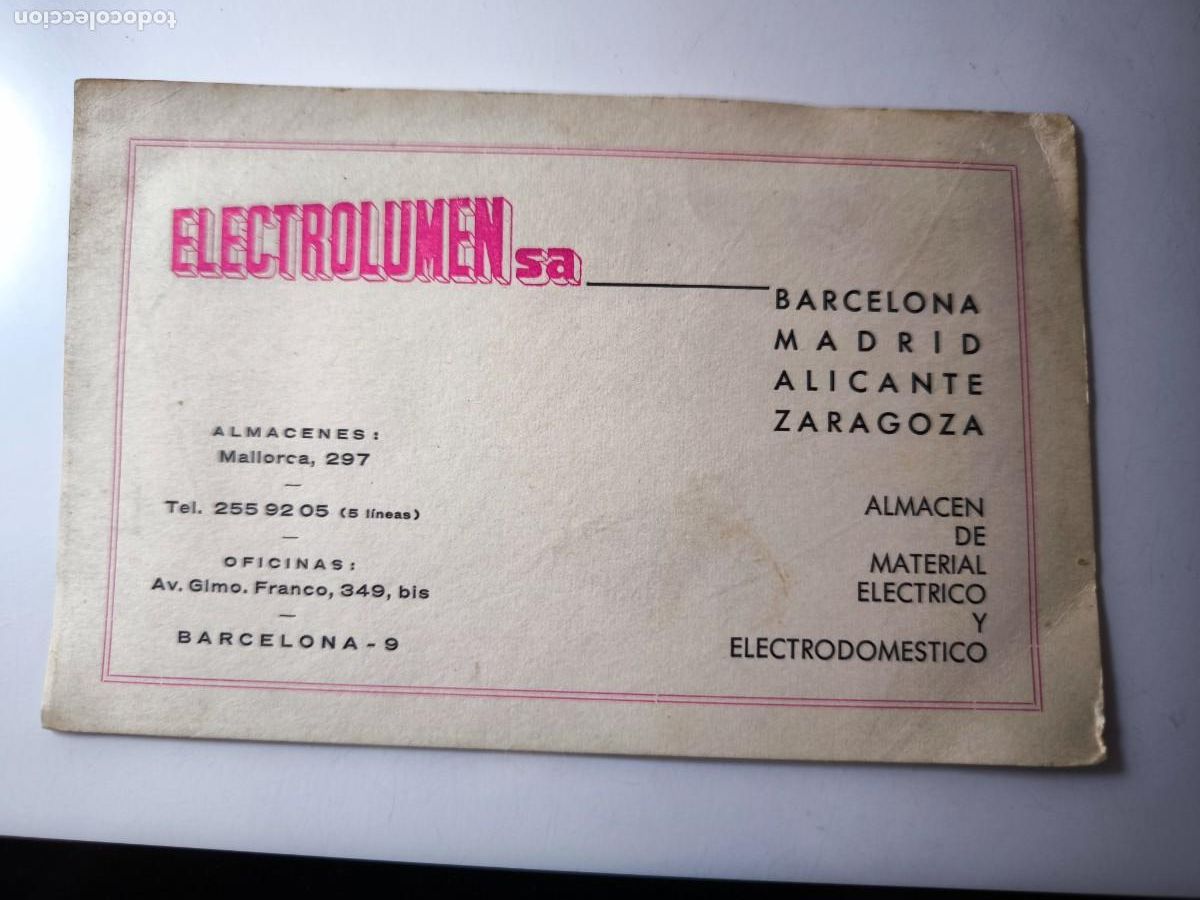 todocoleccion
ELECTROLUMEN sa
BARCELONA
MADRID
ALICANTE
ZARAGOZA
ALMACENES:
Mallorca, 297
Tel. 255 92 05 (5 líneas)
OFICINAS:
Av. Glmo. Franco, 349, bis
BARCELONA - 9
ALMACEN
DE
MATERIAL
ELECTRICO
Y
ELECTRODOMESTICO